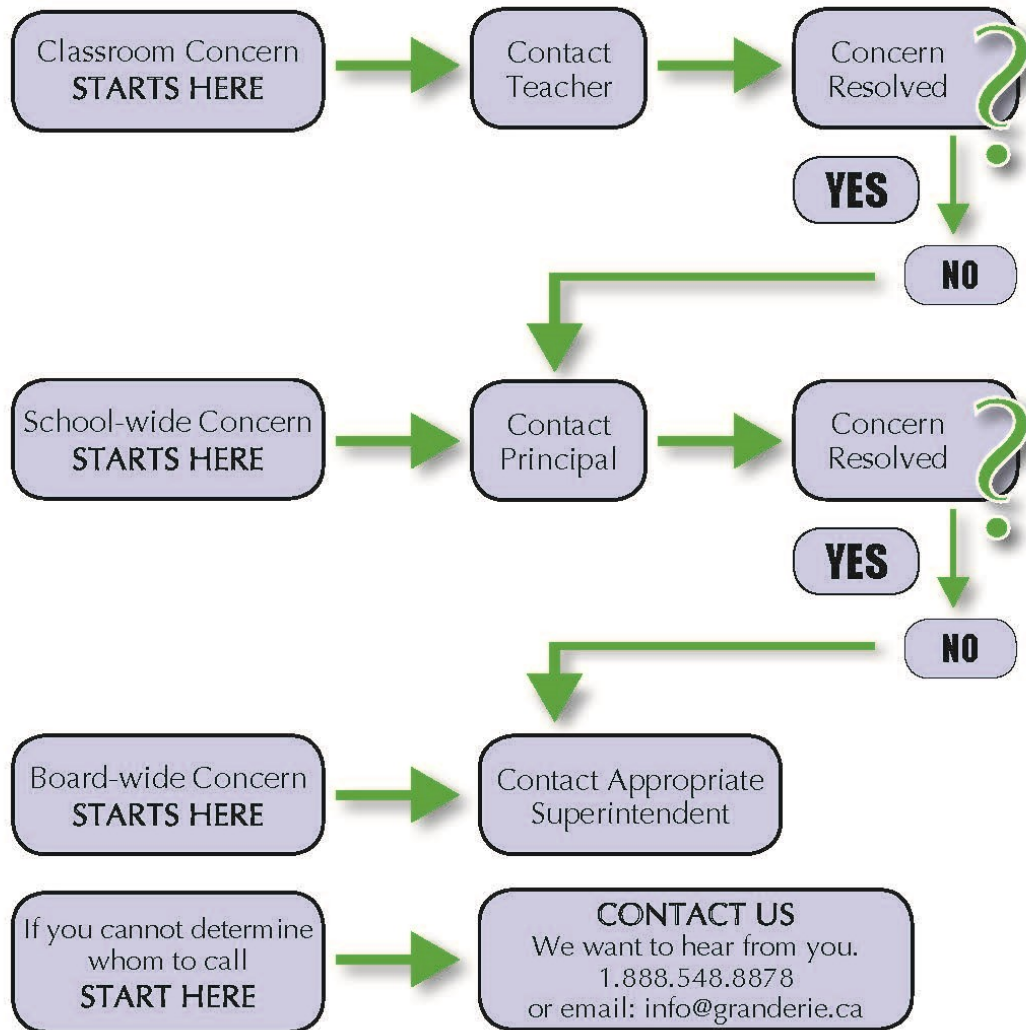 Classroom Concern
STARTS HERE
Contact
Teacher
Concern
Resolved
?
YES
NO
School-wide Concern
STARTS HERE
Contact
Principal
Concern
Resolved
?
YES
NO
Board-wide Concern
STARTS HERE
Contact Appropriate
Superintendent
If you cannot determine
whom to call
START HERE
CONTACT US
We want to hear from you.
1.888.548.8878
or email: info@granderie.ca